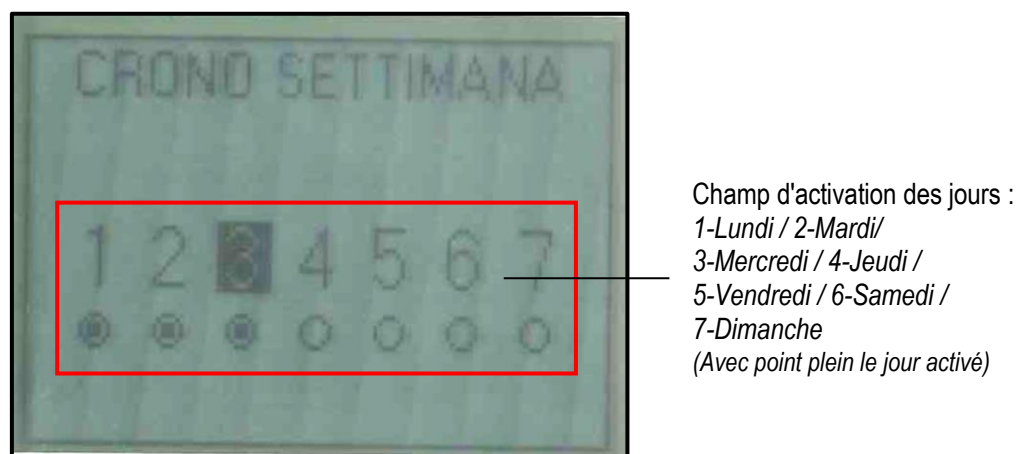 CRONO SETTIMANA
1 2 3 4 5 6 7
Champ d'activation des jours :
1-Lundi / 2-Mardi/
3-Mercredi / 4-Jeudi /
5-Vendredi / 6-Samedi /
7-Dimanche
(Avec point plein le jour activé)